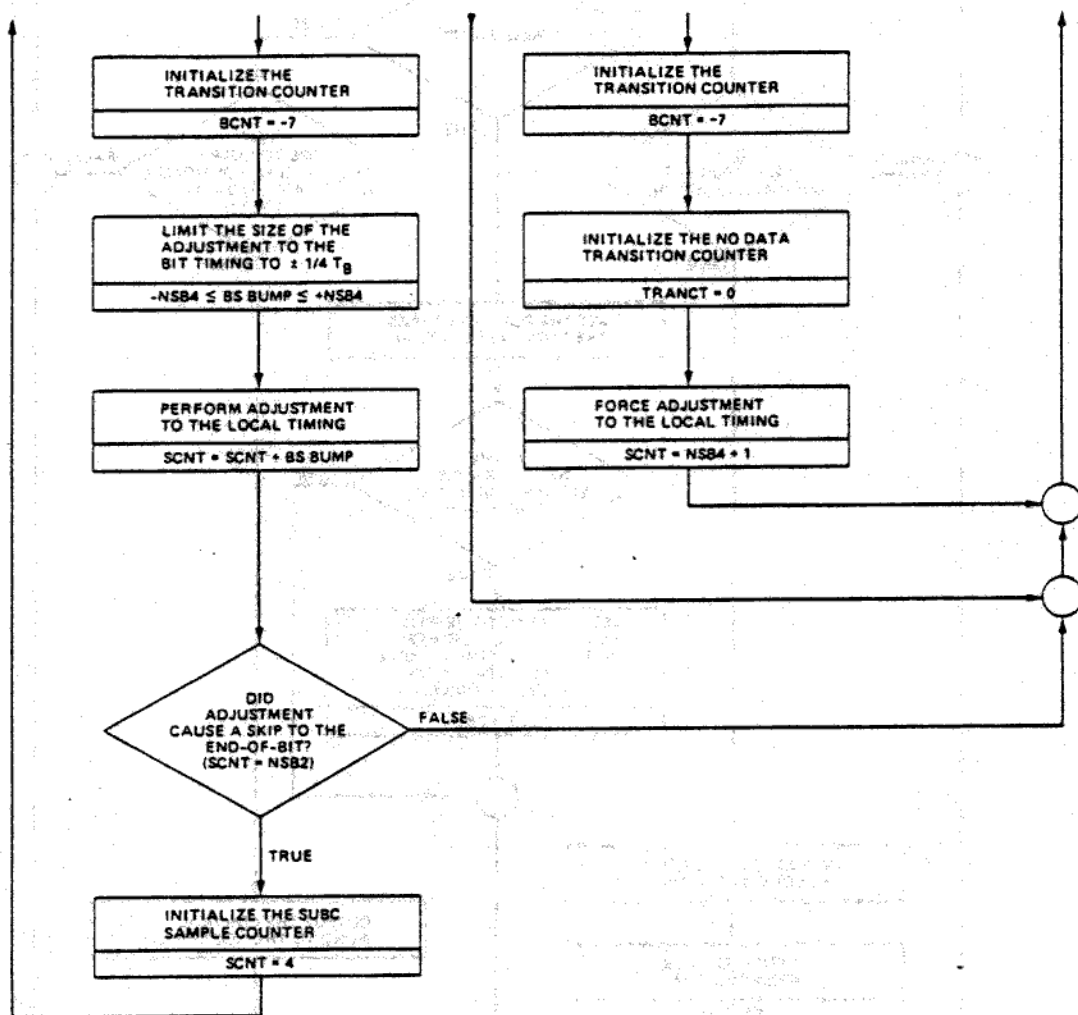 INITIALIZE THE
TRANSITION COUNTER
BCNT = -7
LIMIT THE SIZE OF THE
ADJUSTMENT TO THE
BIT TIMING TO ± 1/4 TB
-NSB4 ≤ BS BUMP ≤ +NSB4
PERFORM ADJUSTMENT
TO THE LOCAL TIMING
SCNT = SCNT + BS BUMP
DID
ADJUSTMENT
CAUSE A SKIP TO THE
END-OF-BIT?
(SCNT = NSB2)
FALSE
TRUE
INITIALIZE THE SUBC
SAMPLE COUNTER
SCNT = 4
INITIALIZE THE
TRANSITION COUNTER
BCNT = -7
INITIALIZE THE NO DATA
TRANSITION COUNTER
TRANCT = 0
FORCE ADJUSTMENT
TO THE LOCAL TIMING
SCNT = NSB4 + 1